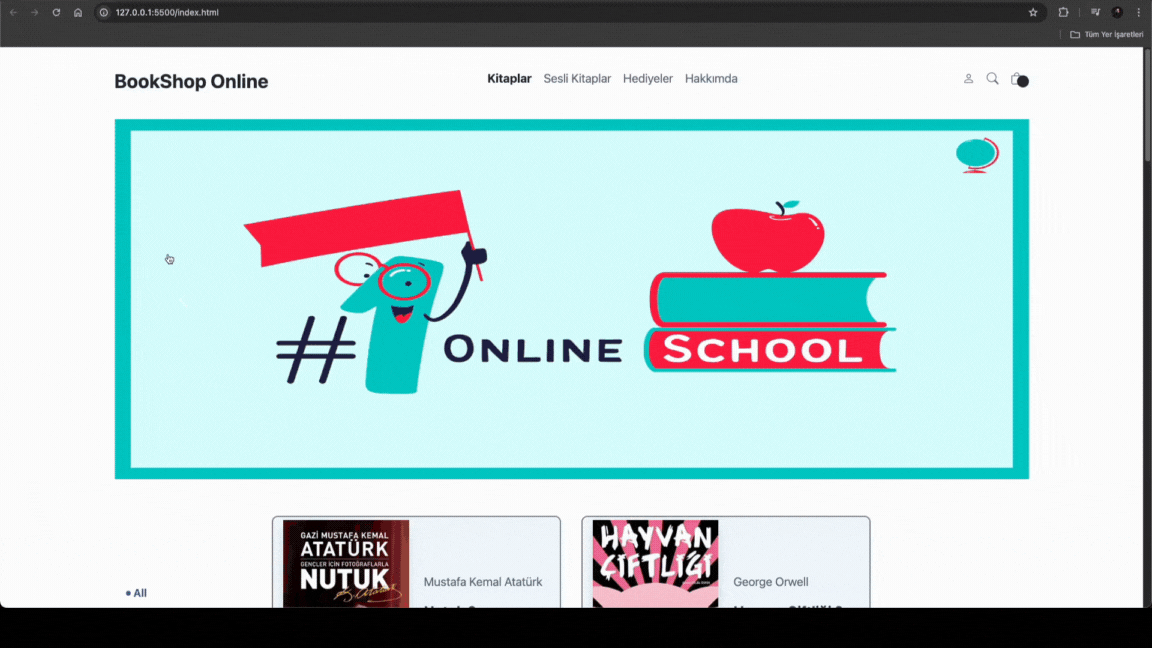 127.0.0.1:5500/index.html
Tüm Yer İşaretleri
BookShop Online
Kitaplar Sesli Kitaplar Hediyeler Hakkımda
#1 ONLINE SCHOOL
GAZİ MUSTAFA KEMAL
ATATÜRK
GENÇLER İÇİN FOTOĞRAFLARLA
NUTUK
Mustafa Kemal Atatürk
HAYVAN
ÇİFTLİĞİ
George Orwell
All